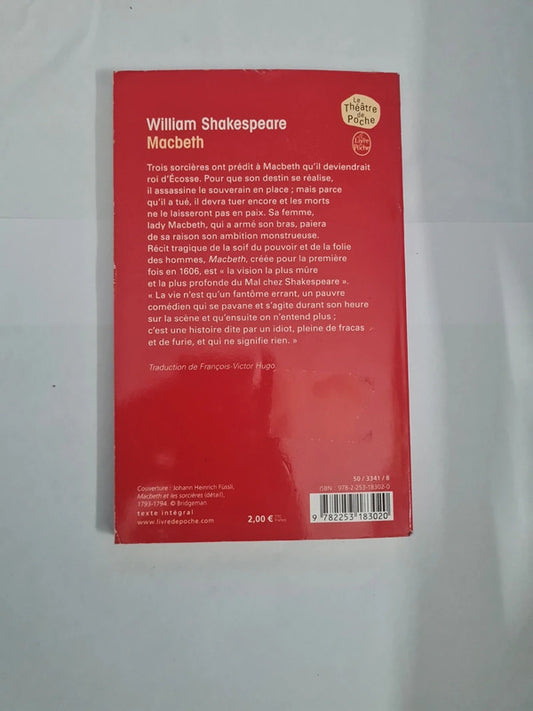 Le
Théâtre
de
Poche
Le Livre
de
Poche
William Shakespeare
Macbeth
Trois sorcières ont prédit à Macbeth qu'il deviendrait
roi d'Écosse. Pour que son destin se réalise,
il assassine le souverain en place ; mais parce
qu'il a tué, il devra tuer encore et les morts
ne le laisseront pas en paix. Sa femme,
lady Macbeth, qui a armé son bras, paiera
de sa raison son ambition monstrueuse.
Récit tragique de la soif du pouvoir et de la folie
des hommes, Macbeth, créée pour la première
fois en 1606, est « la vision la plus mûre
et la plus profonde du Mal chez Shakespeare ».
« La vie n'est qu'un fantôme errant, un pauvre
comédien qui se pavane et s'agite durant son heure
sur la scène et qu'ensuite on n'entend plus ;
c'est une histoire dite par un idiot, pleine de fracas
et de furie, et qui ne signifie rien. »
Traduction de François-Victor Hugo.
Couverture : Johann Heinrich Füssli,
Macbeth et les sorcières (détail),
1793-1794. © Bridgeman.
texte intégral
www.livredepoche.com
2,00 €
TTC
France
50 / 3341 / 8
ISBN : 978-2-253-18302-0
9 782253 183020